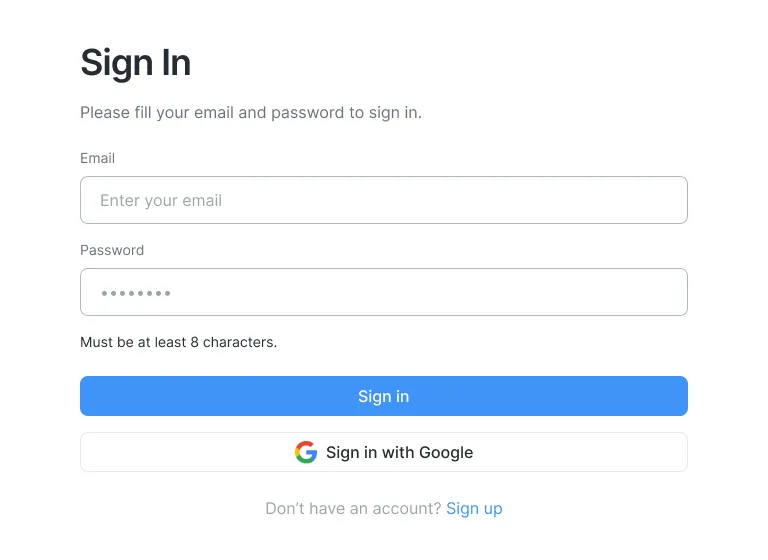 Sign In
Please fill your email and password to sign in.
Email
Enter your email
Password
••••••••
Must be at least 8 characters.
Sign in
Sign in with Google
Don’t have an account? Sign up